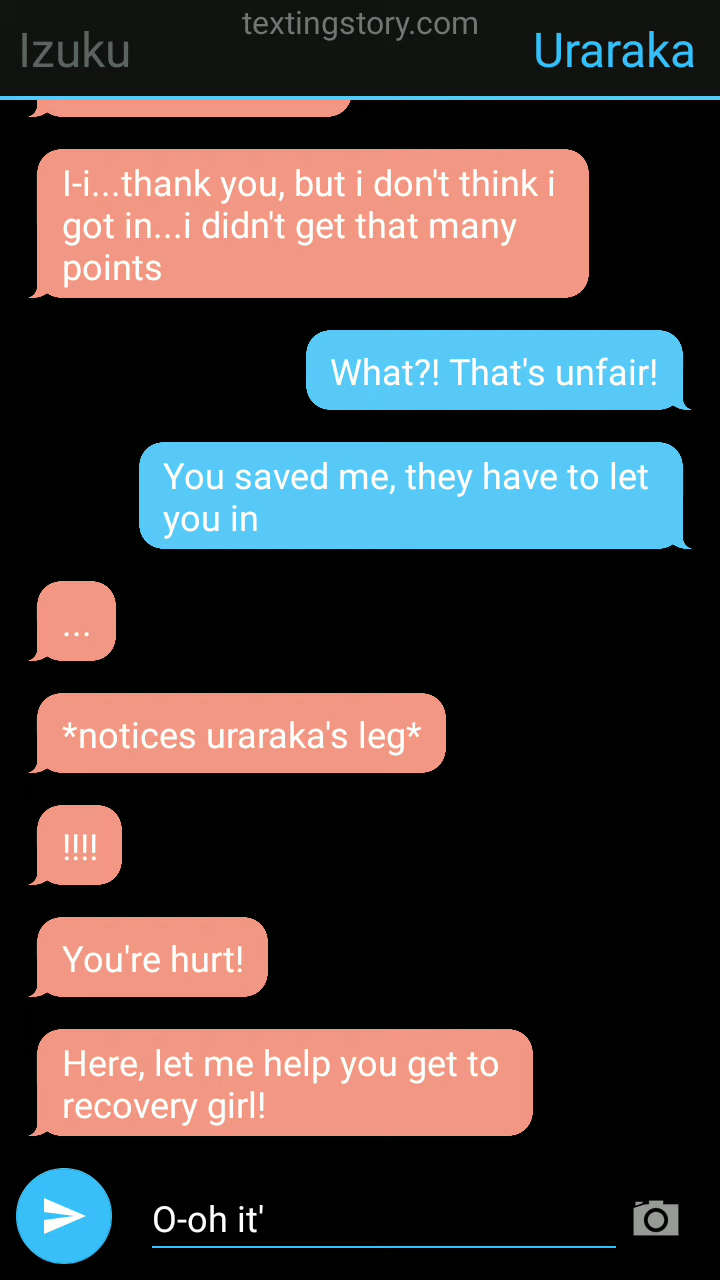 textingstory.com
Izuku
Uraraka
I-i...thank you, but i don't think i
got in...i didn't get that many
points
What?! That's unfair!
You saved me, they have to let
you in
...
*notices uraraka's leg*
!!!!
You're hurt!
Here, let me help you get to
recovery girl!
O-oh it'